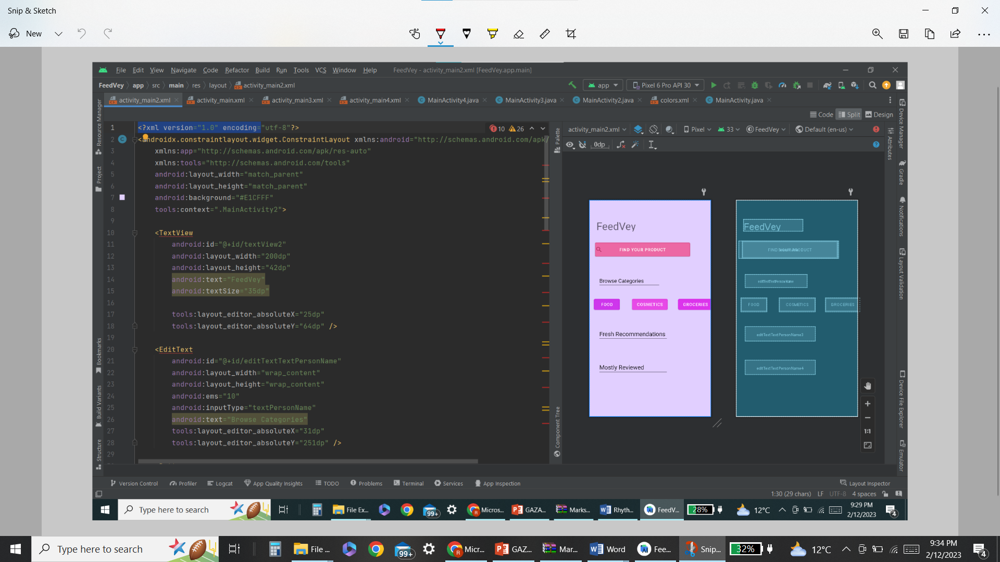 Snip & Sketch
New
File Edit View Navigate Code Refactor Build Run Tools VCS Window Help FeedVey - activity_main2.xml [FeedVey.app.main]
FeedVey app src main res layout activity_main2.xml
app Pixel 6 Pro API 30
activity_main2.xml activity_main.xml activity_main3.xml activity_main4.xml MainActivity4.java MainActivity3.java MainActivity2.java colors.xml MainActivity.java
Code Split Design
Resource Manager
Project
Bookmarks
Build Variants
Structure
10 26
1 <?xml version="1.0" encoding="utf-8"?>
2 <androidx.constraintlayout.widget.ConstraintLayout xmlns:android="http://schemas.android.com/apk/
3 xmlns:app="http://schemas.android.com/apk/res-auto"
4 xmlns:tools="http://schemas.android.com/tools"
5 android:layout_width="match_parent"
6 android:layout_height="match_parent"
7 android:background="#E1CFFF"
8 tools:context=".MainActivity2">
9
10 <TextView
11 android:id="@+id/textView2"
12 android:layout_width="200dp"
13 android:layout_height="42dp"
14 android:text="FeedVey"
15 android:textSize="35dp"
16
17 tools:layout_editor_absoluteX="25dp"
18 tools:layout_editor_absoluteY="64dp" />
19
20 <EditText
21 android:id="@+id/editTextTextPersonName"
22 android:layout_width="wrap_content"
23 android:layout_height="wrap_content"
24 android:ems="10"
25 android:inputType="textPersonName"
26 android:text="Browse Categories"
27 tools:layout_editor_absoluteX="31dp"
28 tools:layout_editor_absoluteY="251dp" />
29
Palette
Component Tree
activity_main2.xml Pixel 33 FeedVey Default (en-us)
0dp
FeedVey
FIND YOUR PRODUCT
Browse Categories
FOOD COSMETICS GROCERIES
Fresh Recommendations
Mostly Reviewed
FeedVey
editTextTextPersonName
FOOD COSMETICS GROCERIES
editTextTextPersonName3
editTextTextPersonName4
1:1
Attributes
Device Manager
Gradle
Notifications
Layout Validation
Device File Explorer
Emulator
Version Control Profiler Logcat App Quality Insights TODO Problems Terminal Services App Inspection Layout Inspector
1:30 (29 chars) LF UTF-8 4 spaces
Type here to search 99+ File Ex... Micros... GAZA... Marks... Rhyth... FeedV... 28% 12°C 9:29 PM
2/12/2023 4
Type here to search File ... 99+ Micr... GAZ... Mar... Word Fee... Snip... 32% 12°C 9:34 PM
2/12/2023 4